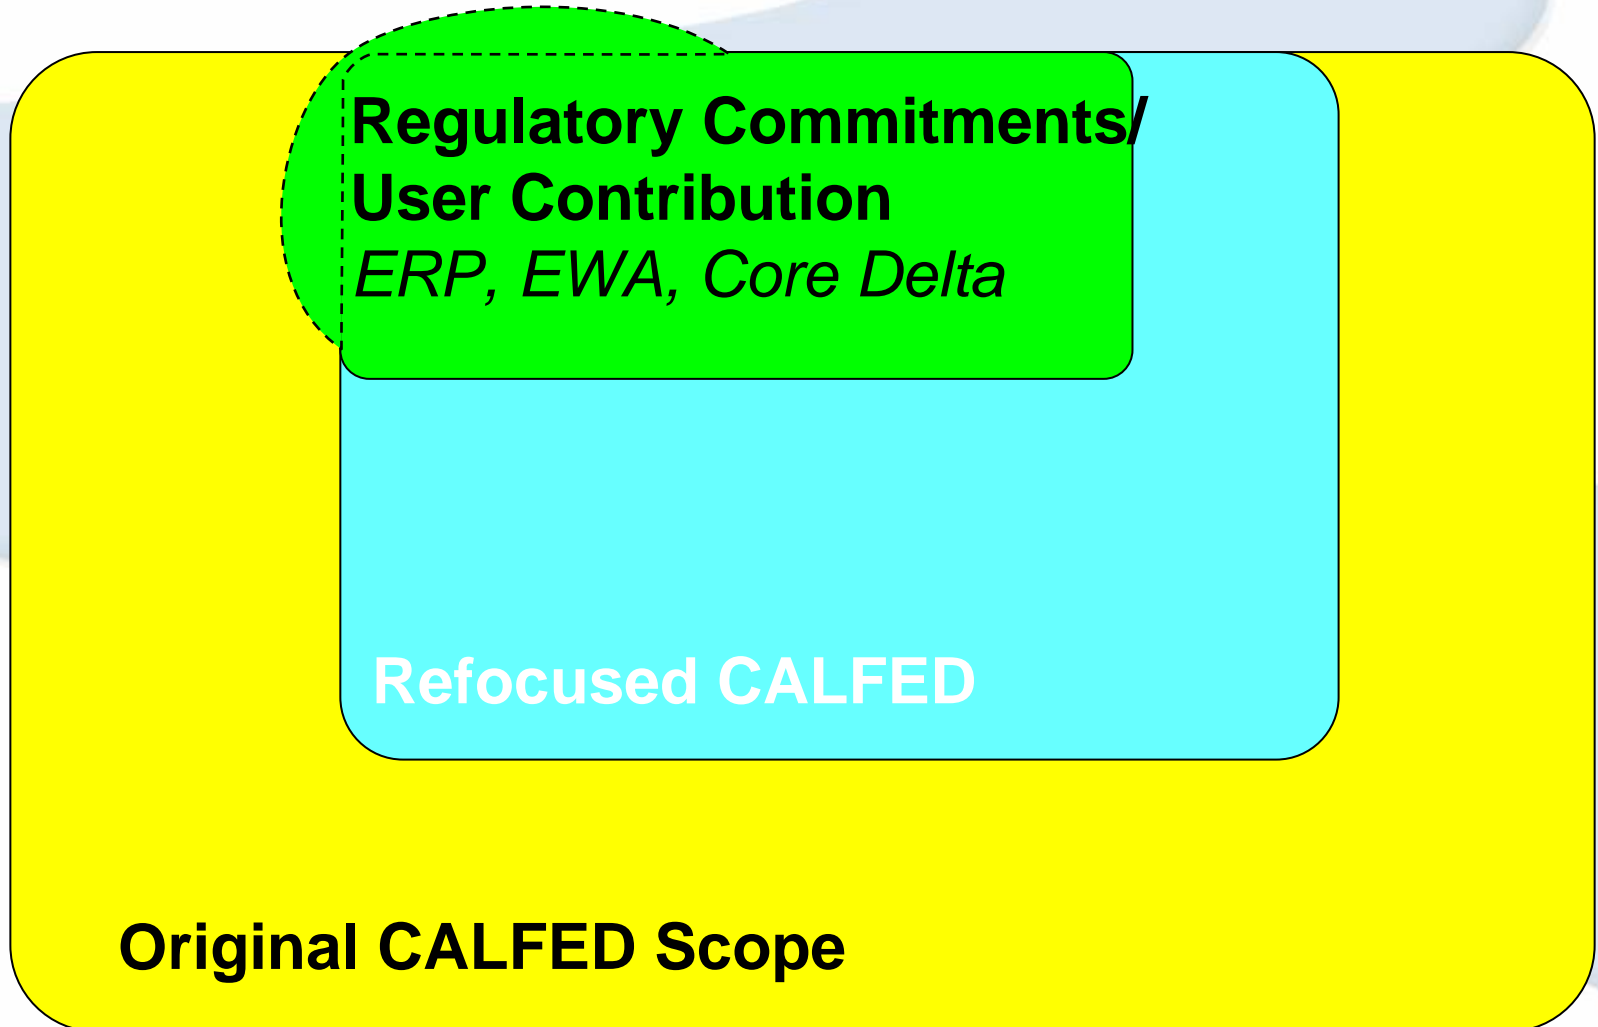 Regulatory Commitments/
User Contribution
ERP, EWA, Core Delta
Refocused CALFED
Original CALFED Scope